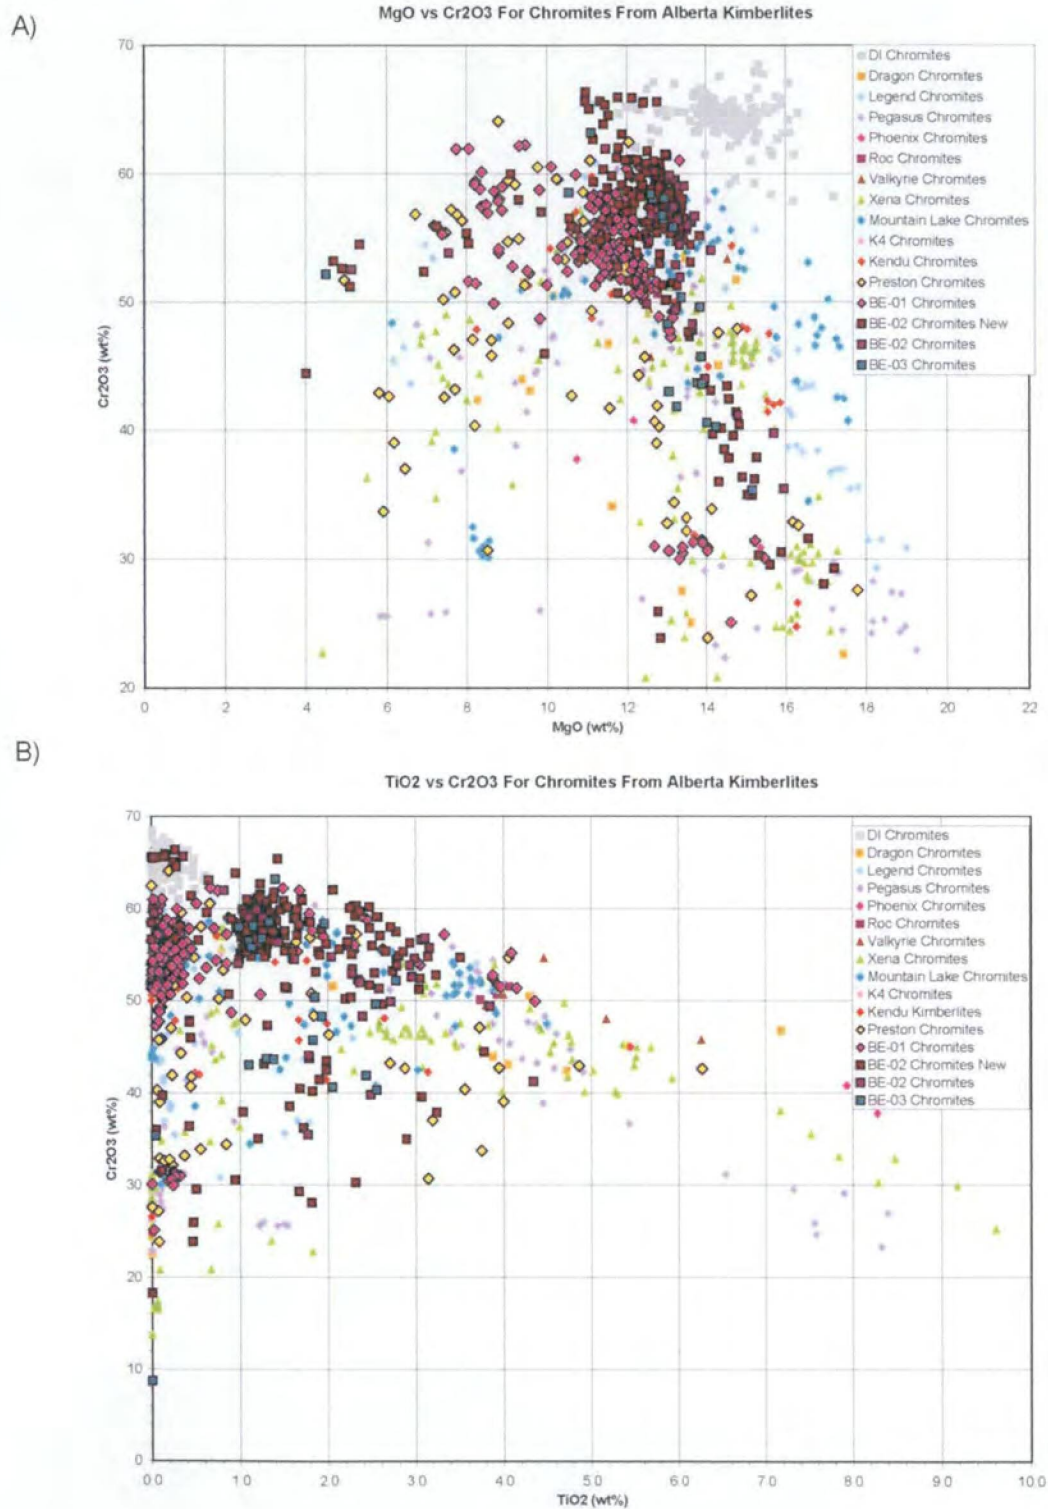 A)
MgO vs Cr2O3 For Chromites From Alberta Kimberlites
70
60
50
40
30
20
Cr2O3 (wt%)
0 2 4 6 8 10 12 14 16 18 20 22
MgO (wt%)
DI Chromites
Dragon Chromites
Legend Chromites
Pegasus Chromites
Phoenix Chromites
Roc Chromites
Valkyrie Chromites
Xena Chromites
Mountain Lake Chromites
K4 Chromites
Kendu Chromites
Preston Chromites
BE-01 Chromites
BE-02 Chromites New
BE-02 Chromites
BE-03 Chromites
B)
TiO2 vs Cr2O3 For Chromites From Alberta Kimberlites
70
60
50
40
30
20
10
0
Cr2O3 (wt%)
0.0 1.0 2.0 3.0 4.0 5.0 6.0 7.0 8.0 9.0 10.0
TiO2 (wt%)
DI Chromites
Dragon Chromites
Legend Chromites
Pegasus Chromites
Phoenix Chromites
Roc Chromites
Valkyrie Chromites
Xena Chromites
Mountain Lake Chromites
K4 Chromites
Kendu Kimberlites
Preston Chromites
BE-01 Chromites
BE-02 Chromites New
BE-02 Chromites
BE-03 Chromites